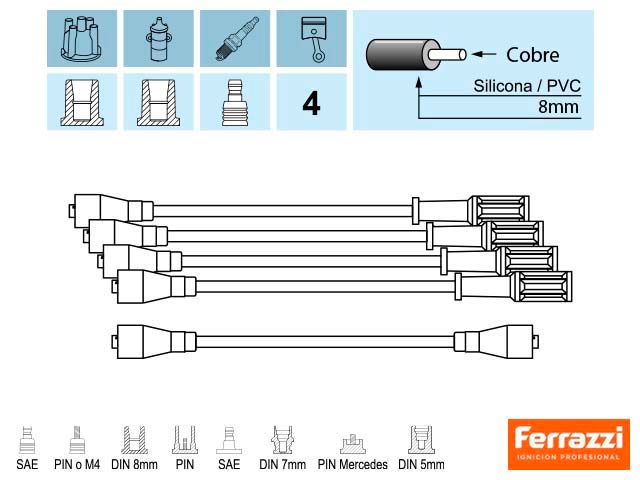 Cobre
Silicona / PVC
8mm
4
SAE PIN o M4 DIN 8mm PIN SAE DIN 7mm PIN Mercedes DIN 5mm
Ferrazzi
IGNICION PROFESIONAL